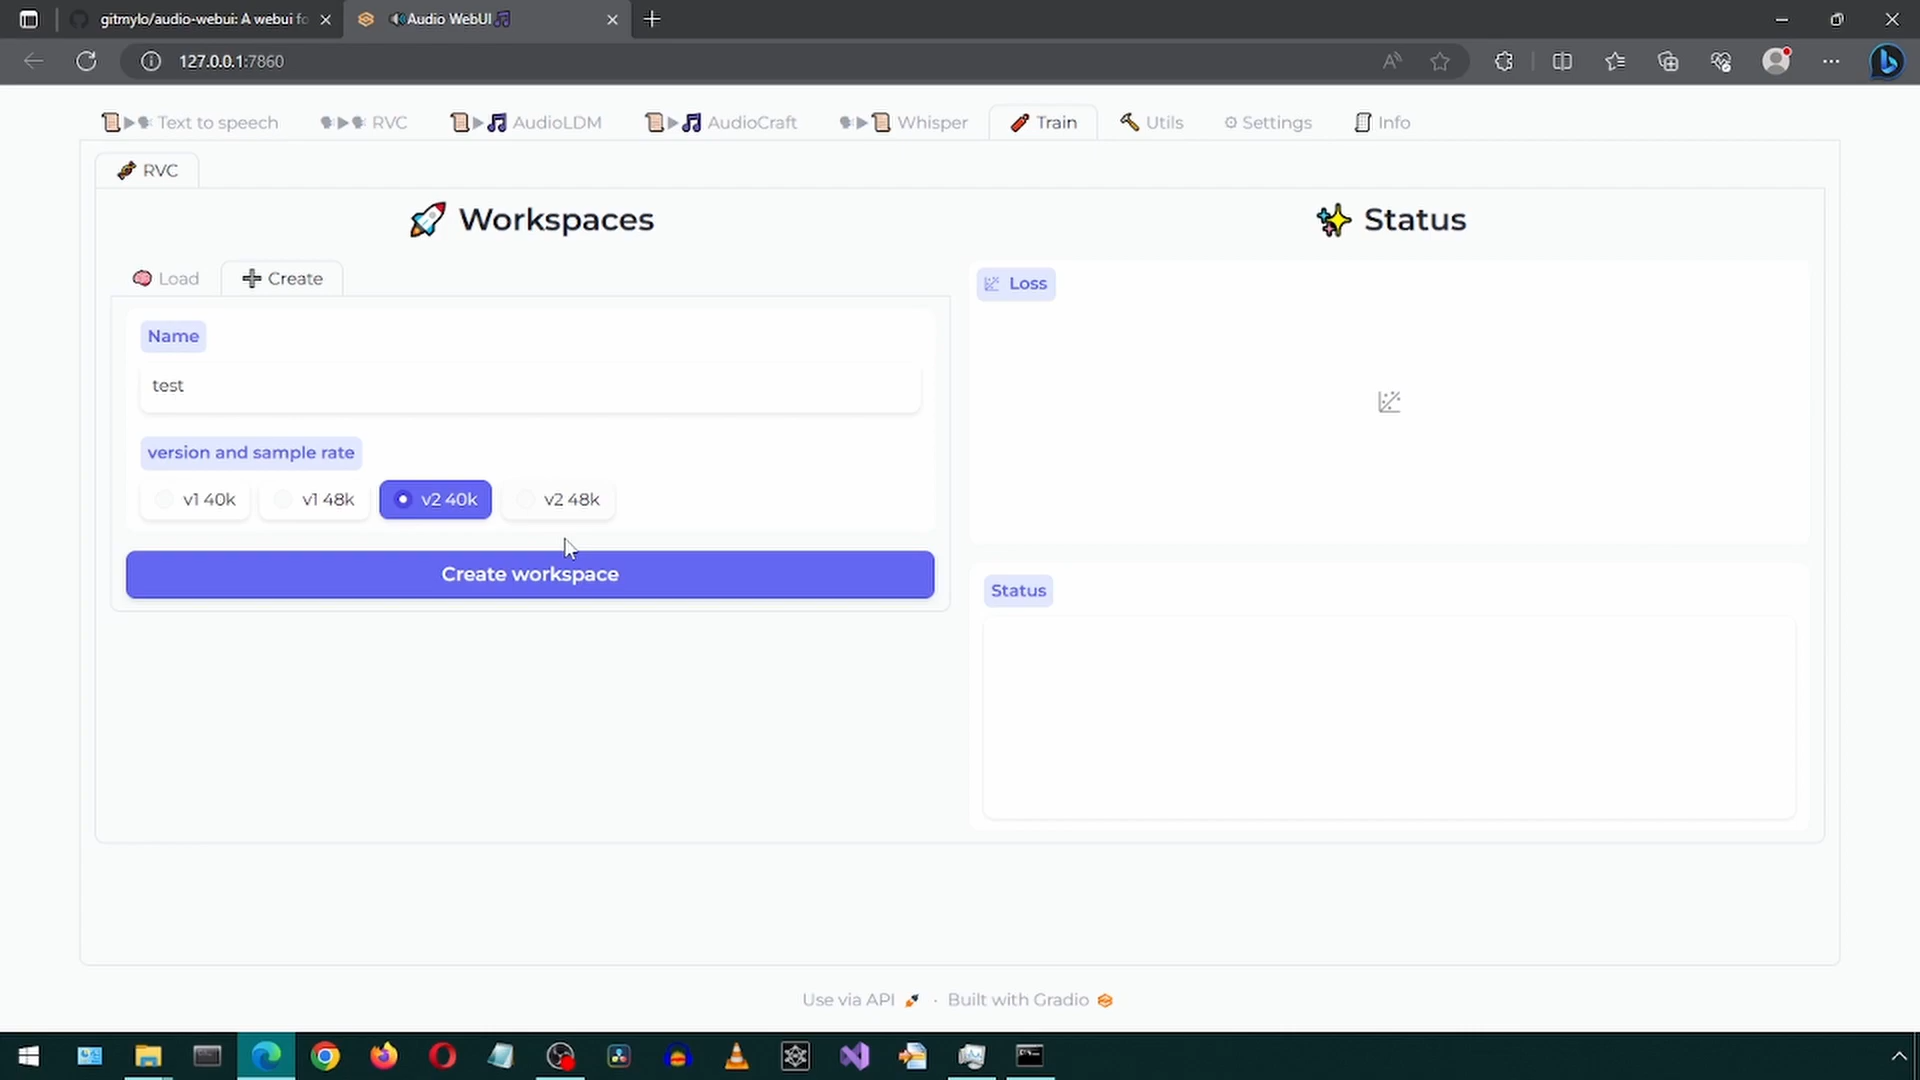 gitmylo/audio-webui: A webui fo
Audio WebUI
127.0.0.1:7860
Text to speech
RVC
AudioLDM
AudioCraft
Whisper
Train
Utils
Settings
Info
RVC
Workspaces
Status
Load
Create
Loss
Name
test
version and sample rate
v1 40k
v1 48k
v2 40k
v2 48k
Create workspace
Status
Use via API · Built with Gradio